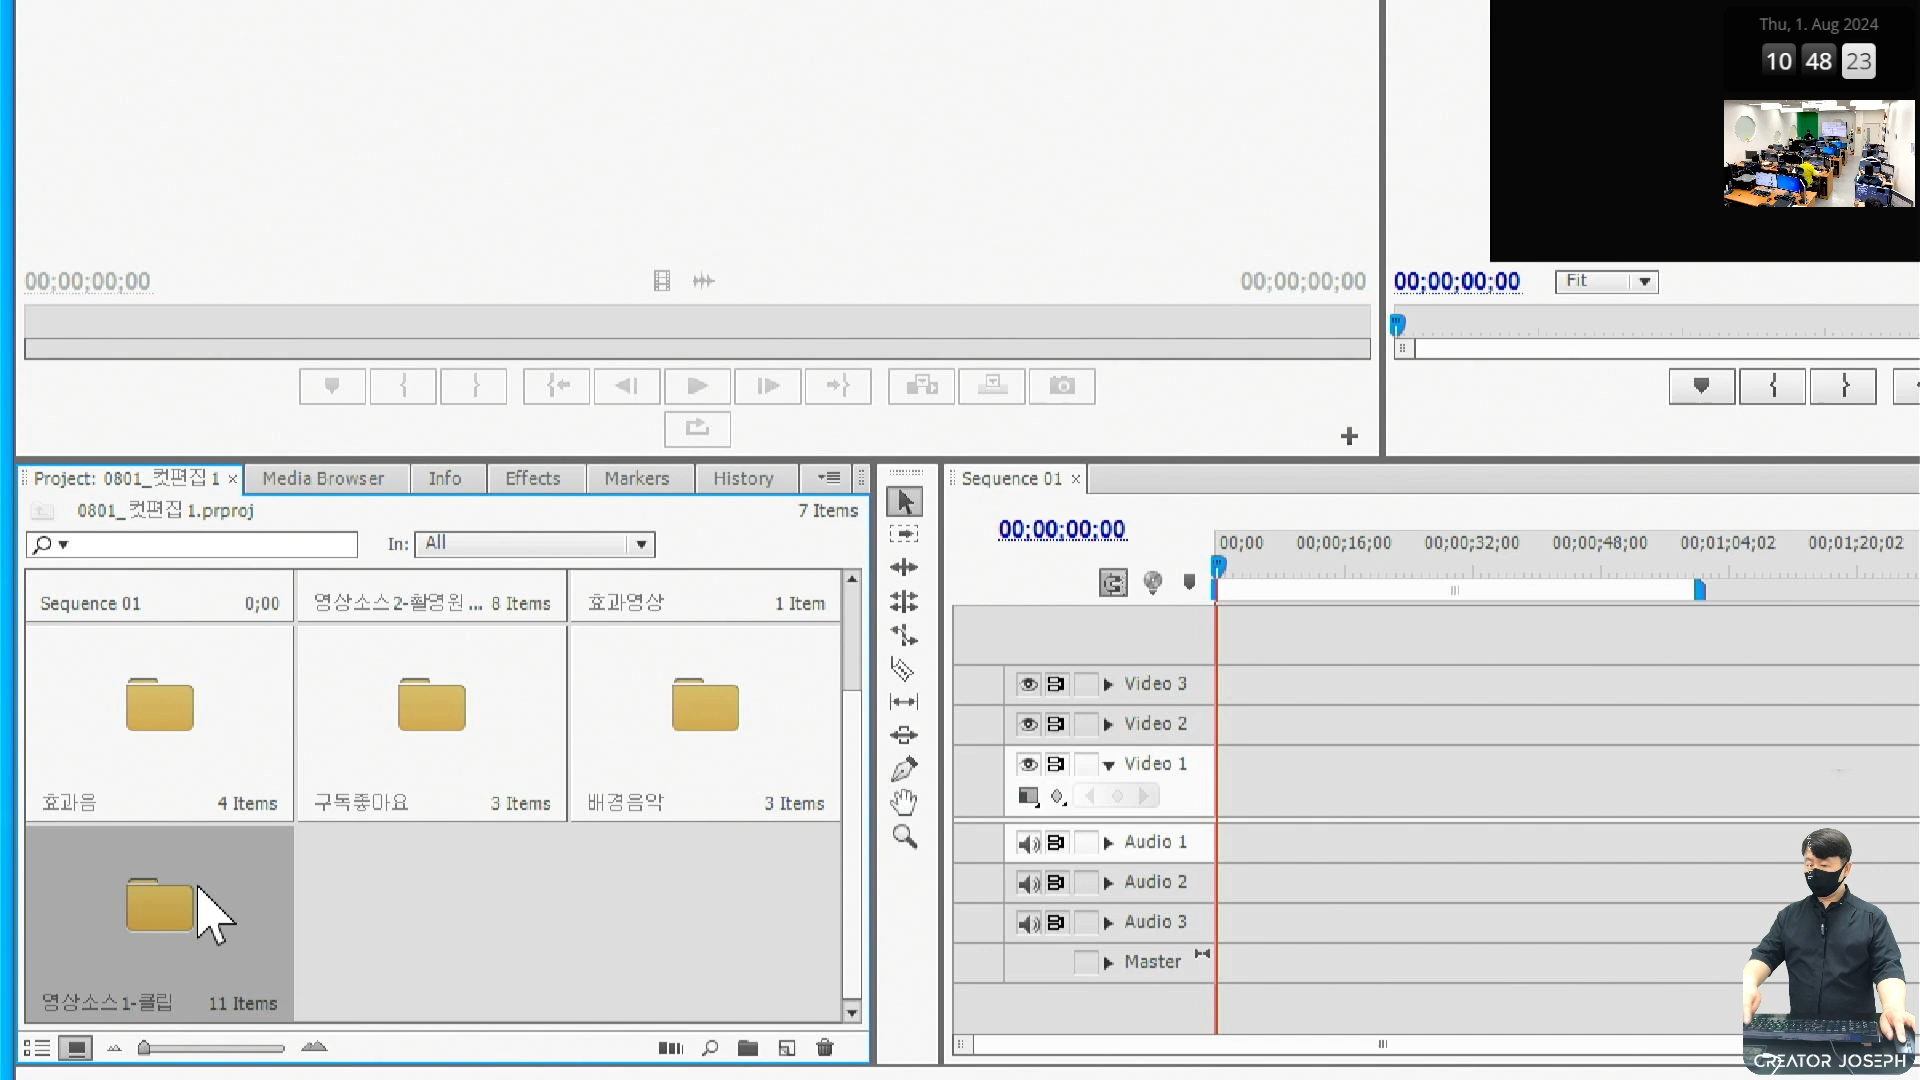 Thu, 1. Aug 2024
10 48 23
00;00;00;00
00;00;00;00
00;00;00;00
Fit
Project: 0801_컷편집 1 ×
Media Browser
Info
Effects
Markers
History
0801_컷편집 1.prproj
7 Items
In: All
Sequence 01
0;00
영상소스2-촬영원 ...
8 Items
효과영상
1 Item
효과음
4 Items
구독좋아요
3 Items
배경음악
3 Items
영상소스1-클립
11 Items
Sequence 01 ×
00;00;00;00
00;00
00;00;16;00
00;00;32;00
00;00;48;00
00;01;04;02
00;01;20;02
Video 3
Video 2
Video 1
Audio 1
Audio 2
Audio 3
Master
CREATOR JOSEPH